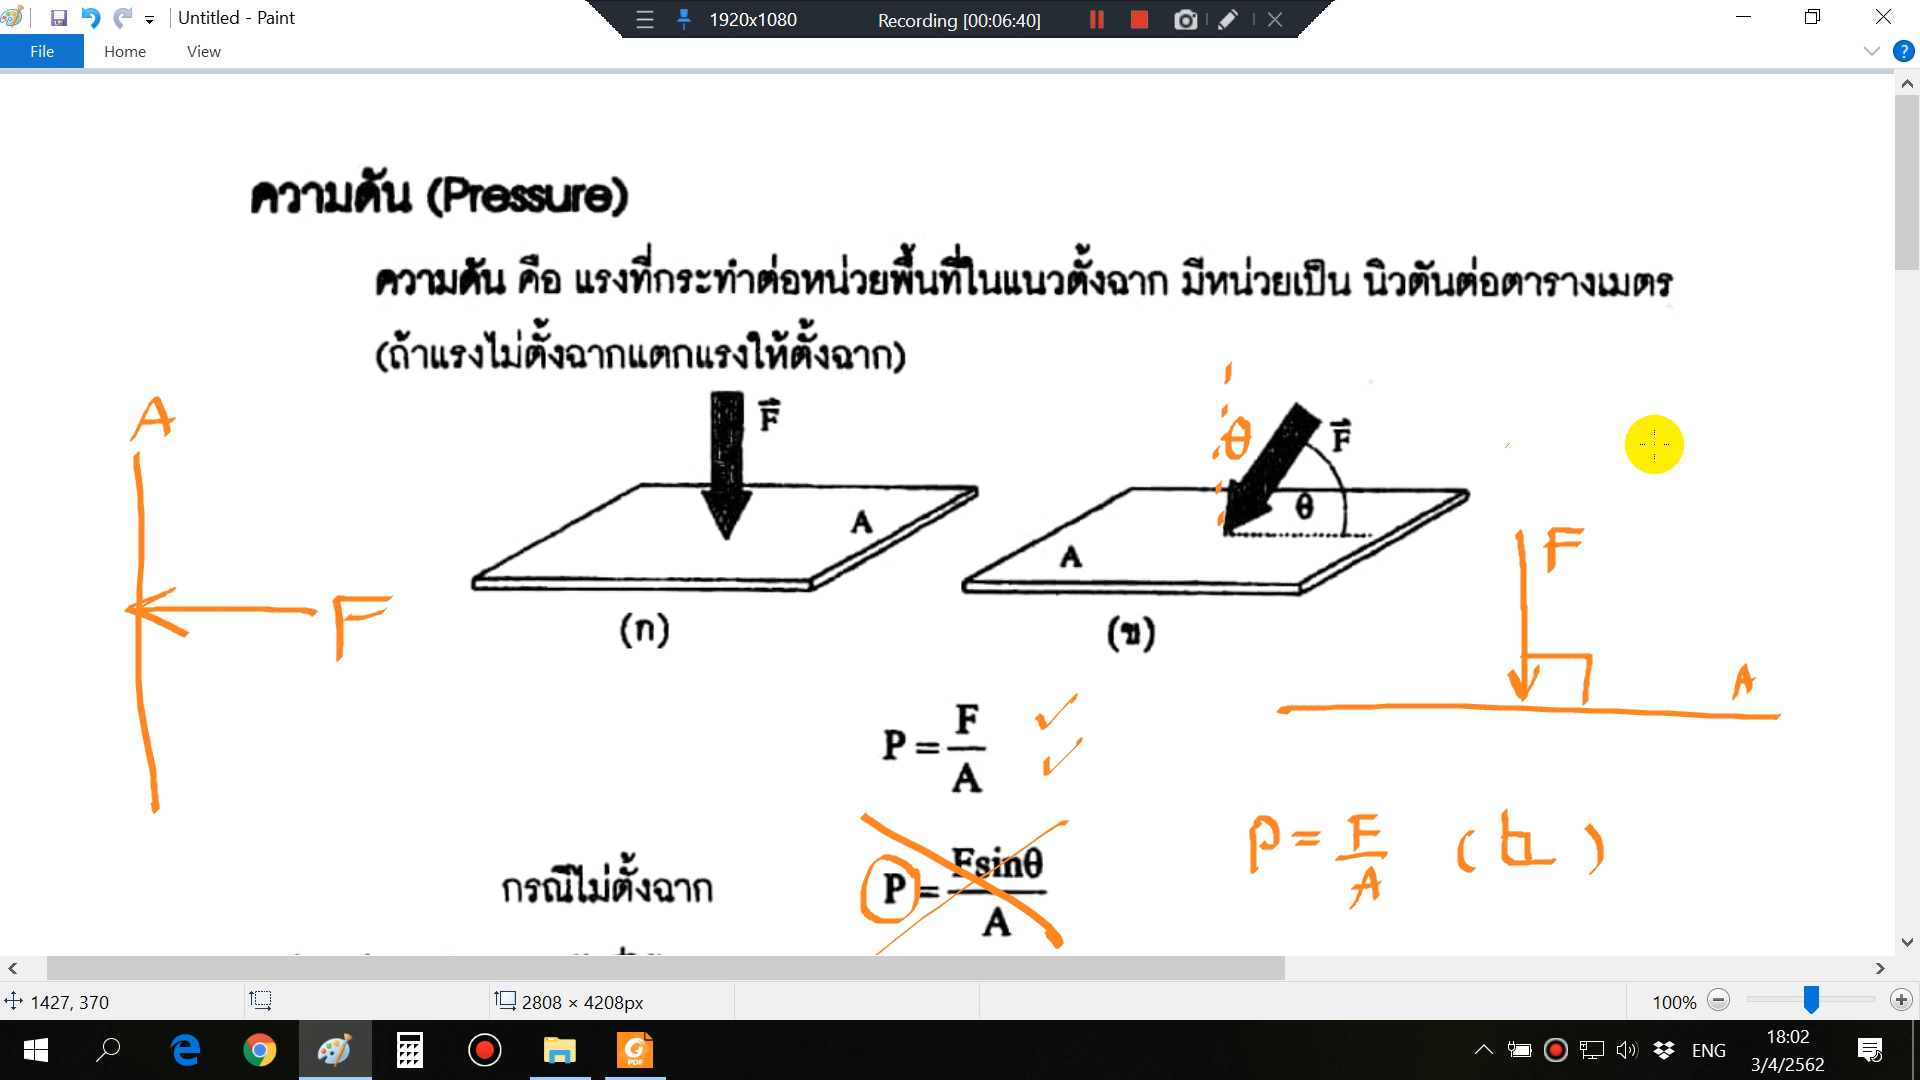 Untitled - Paint
1920x1080
Recording [00:06:40]
File
Home
View
ความดัน (Pressure)
ความดัน คือ แรงที่กระทำต่อหน่วยพื้นที่ในแนวตั้งฉาก มีหน่วยเป็น นิวตันต่อตารางเมตร
(ถ้าแรงไม่ตั้งฉากแตกแรงให้ตั้งฉาก)
A
F
F
A
(ก)
θ
F
θ
A
(ข)
F
A
P = F
A
P = F
A
กรณีไม่ตั้งฉาก
P = Fsinθ
A
1427, 370
2808 × 4208px
100%
ENG
18:02
3/4/2562